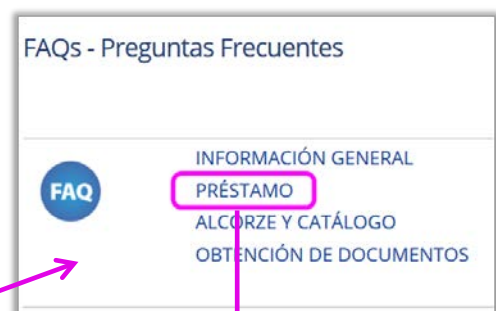 FAQs - Preguntas Frecuentes
FAQ
INFORMACIÓN GENERAL
PRÉSTAMO
ALCORZE Y CATÁLOGO
OBTENCIÓN DE DOCUMENTOS